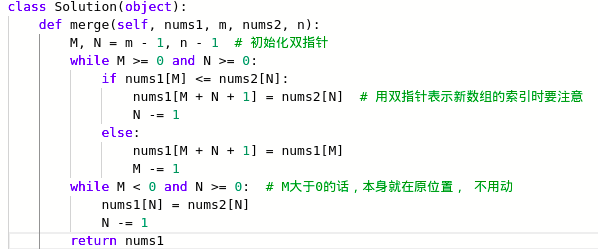 class Solution(object):
    def merge(self, nums1, m, nums2, n):
        M, N = m - 1, n - 1  # 初始化双指针
        while M >= 0 and N >= 0:
            if nums1[M] <= nums2[N]:
                nums1[M + N + 1] = nums2[N]  # 用双指针表示新数组的索引时要注意
                N -= 1
            else:
                nums1[M + N + 1] = nums1[M]
                M -= 1
        while M < 0 and N >= 0:  # M大于0的话，本身就在原位置， 不用动
            nums1[N] = nums2[N]
            N -= 1
        return nums1